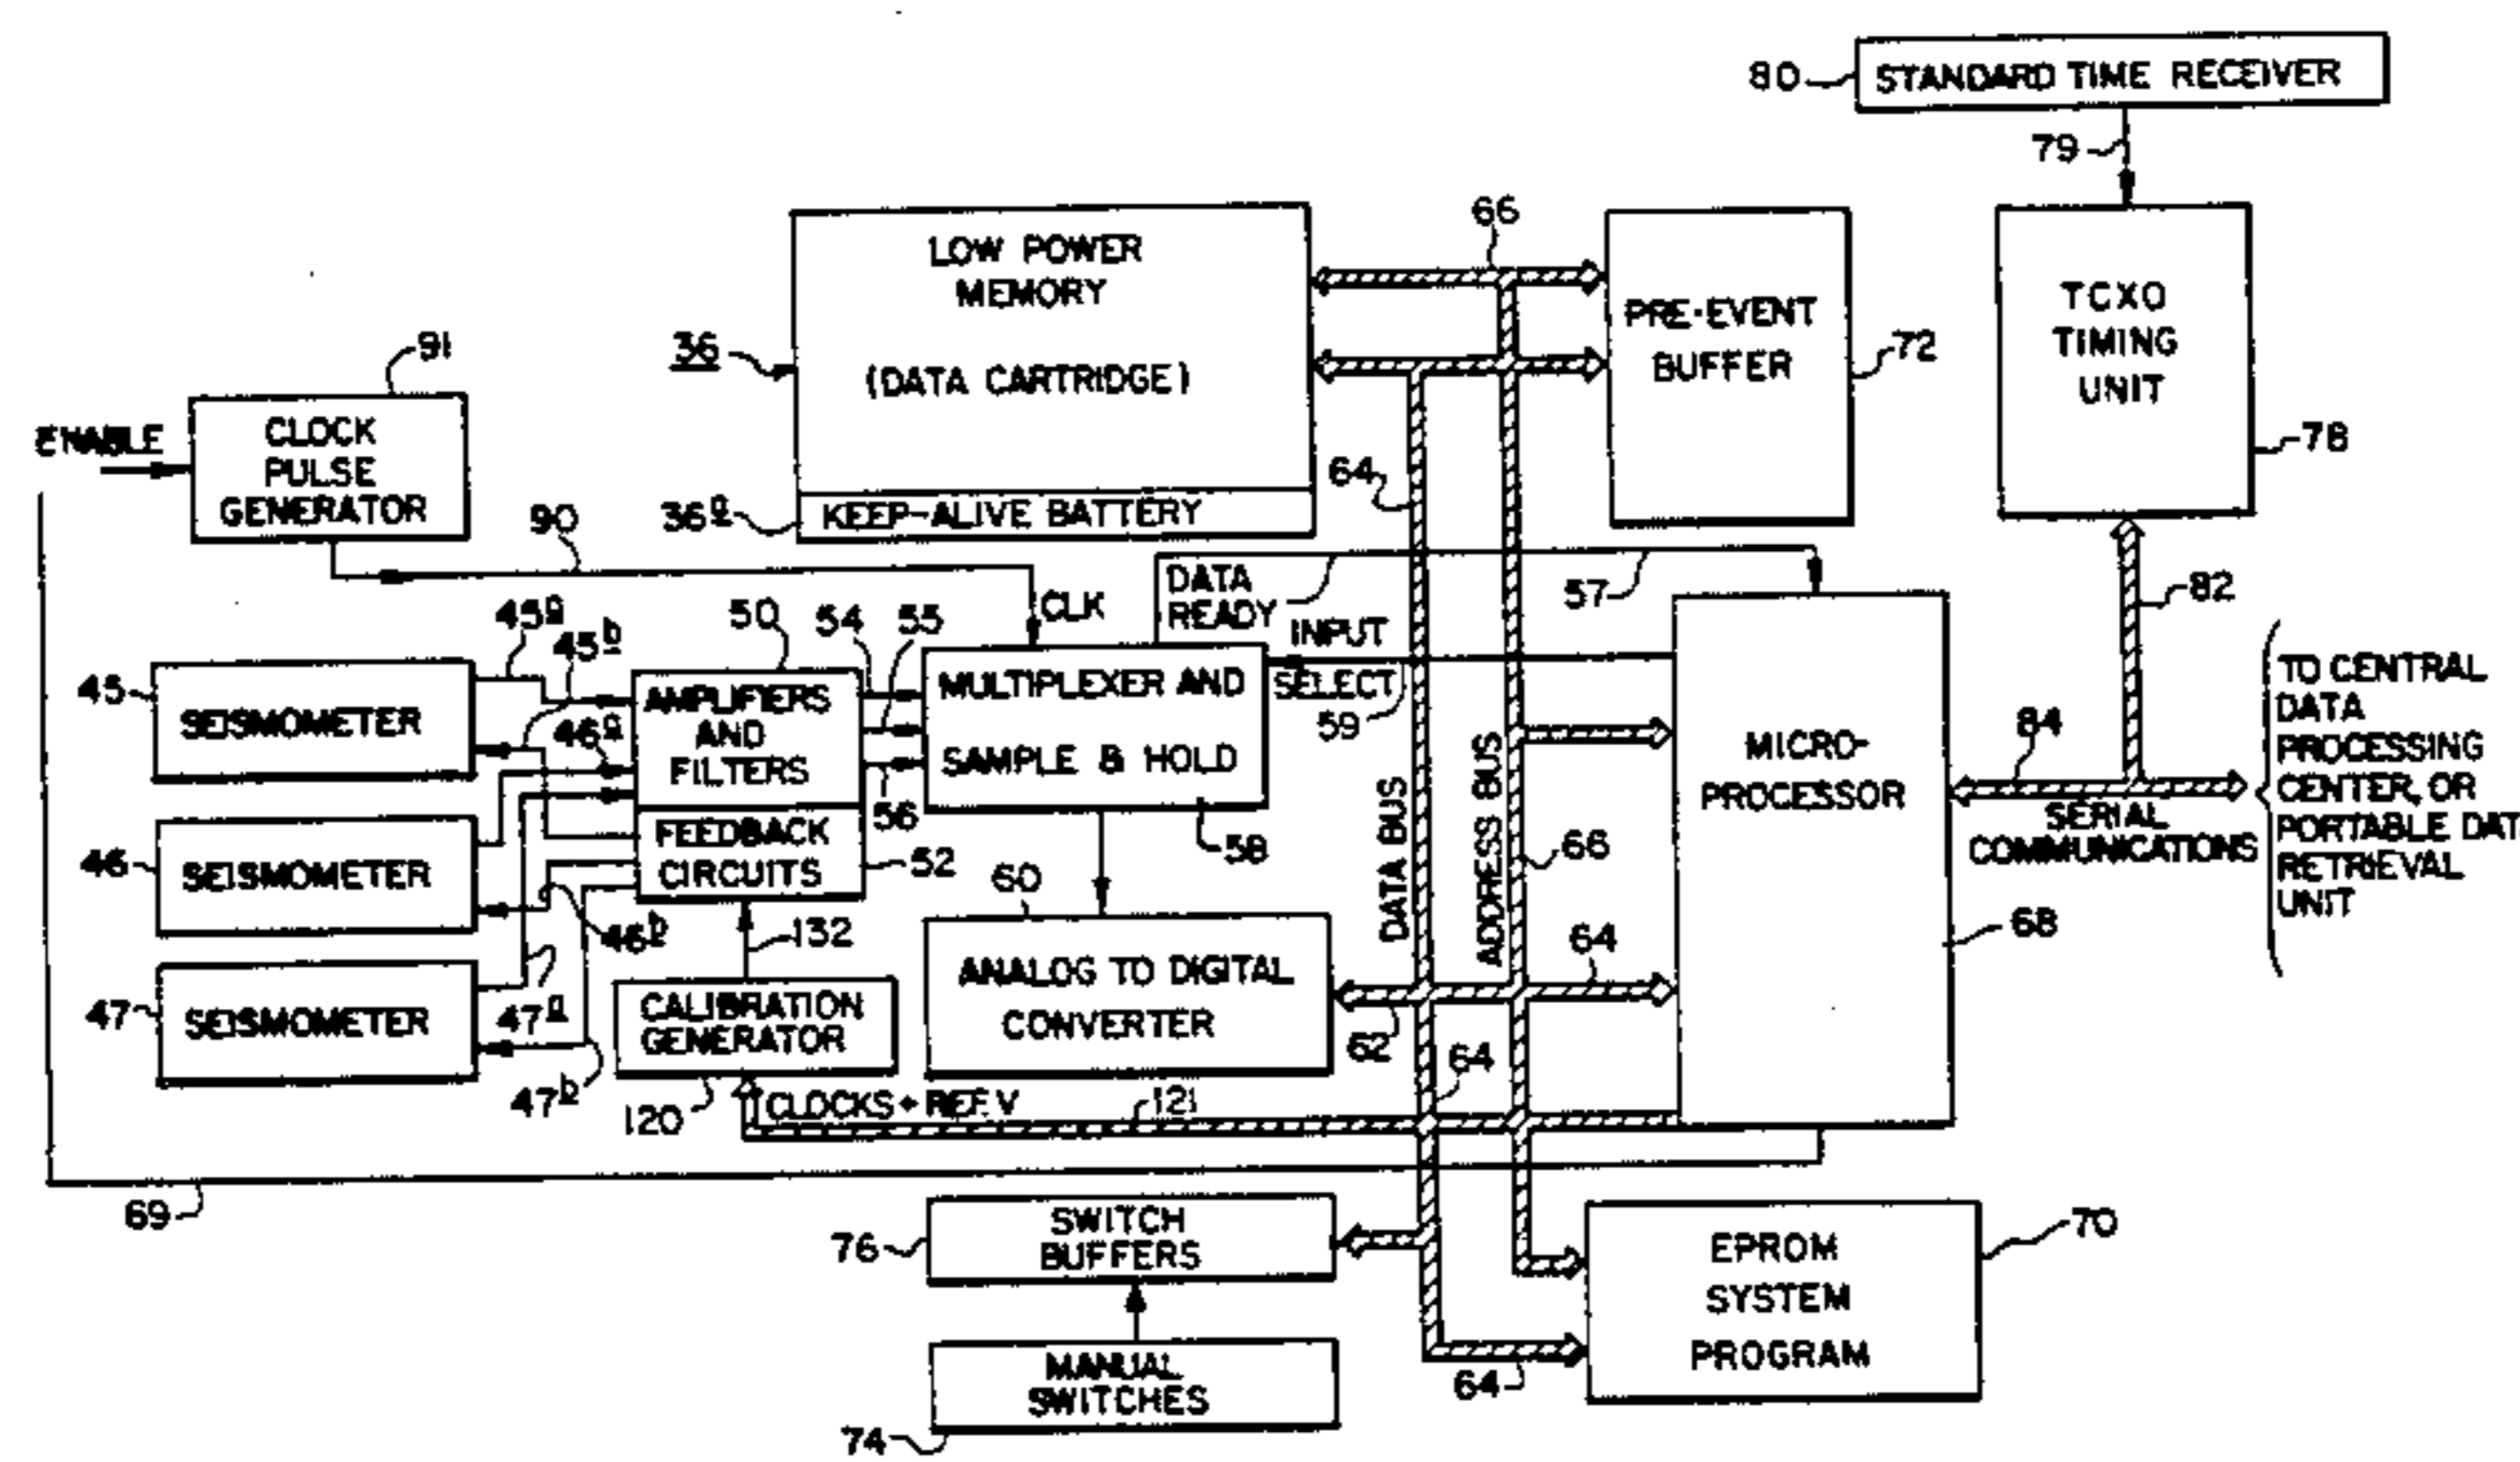 80
STANDARD TIME RECEIVER
79
LOW POWER
MEMORY
(DATA CARTRIDGE)
36
36a
KEEP-ALIVE BATTERY
66
PRE-EVENT
BUFFER
72
TCXO
TIMING
UNIT
78
91
ENABLE
CLOCK
PULSE
GENERATOR
90
CLK
64
DATA
READY
57
INPUT
SELECT
59
82
45a
45b
50
54
55
45
SEISMOMETER
AMPLIFIERS
AND
FILTERS
46a
MULTIPLEXER AND
SAMPLE & HOLD
56
58
MICRO-
PROCESSOR
84
SERIAL
COMMUNICATIONS
TO CENTRAL
DATA
PROCESSING
CENTER, OR
PORTABLE DAT
RETRIEVAL
UNIT
46
SEISMOMETER
FEEDBACK
CIRCUITS
52
60
DATA BUS
ADDRESS BUS
66
68
46b
132
64
47
SEISMOMETER
47a
47b
CALIBRATION
GENERATOR
ANALOG TO DIGITAL
CONVERTER
62
64
120
CLOCKS + REF. V
121
69
76
SWITCH
BUFFERS
EPROM
SYSTEM
PROGRAM
70
MANUAL
SWITCHES
74
64